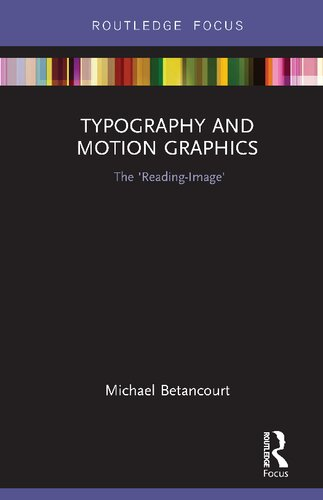 ROUTLEDGE FOCUS
TYPOGRAPHY AND
MOTION GRAPHICS
The 'Reading-Image'
Michael Betancourt
ROUTLEDGE
Focus